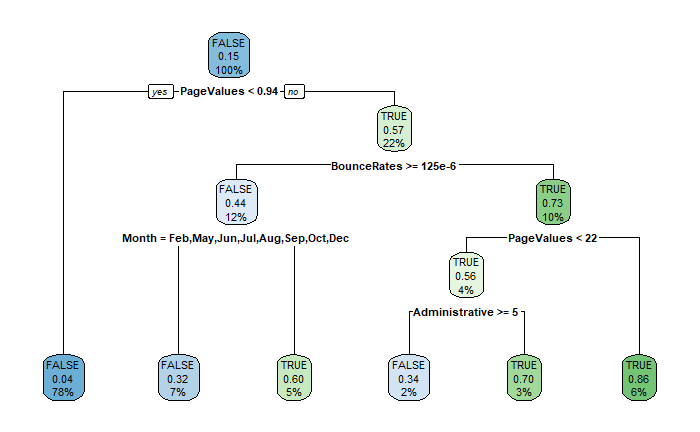 FALSE
0.15
100%
yes PageValues < 0.94 no
TRUE
0.57
22%
BounceRates >= 125e-6
FALSE
0.44
12%
TRUE
0.73
10%
Month = Feb,May,Jun,Jul,Aug,Sep,Oct,Dec
PageValues < 22
TRUE
0.56
4%
Administrative >= 5
FALSE
0.04
78%
FALSE
0.32
7%
TRUE
0.60
5%
FALSE
0.34
2%
TRUE
0.70
3%
TRUE
0.86
6%